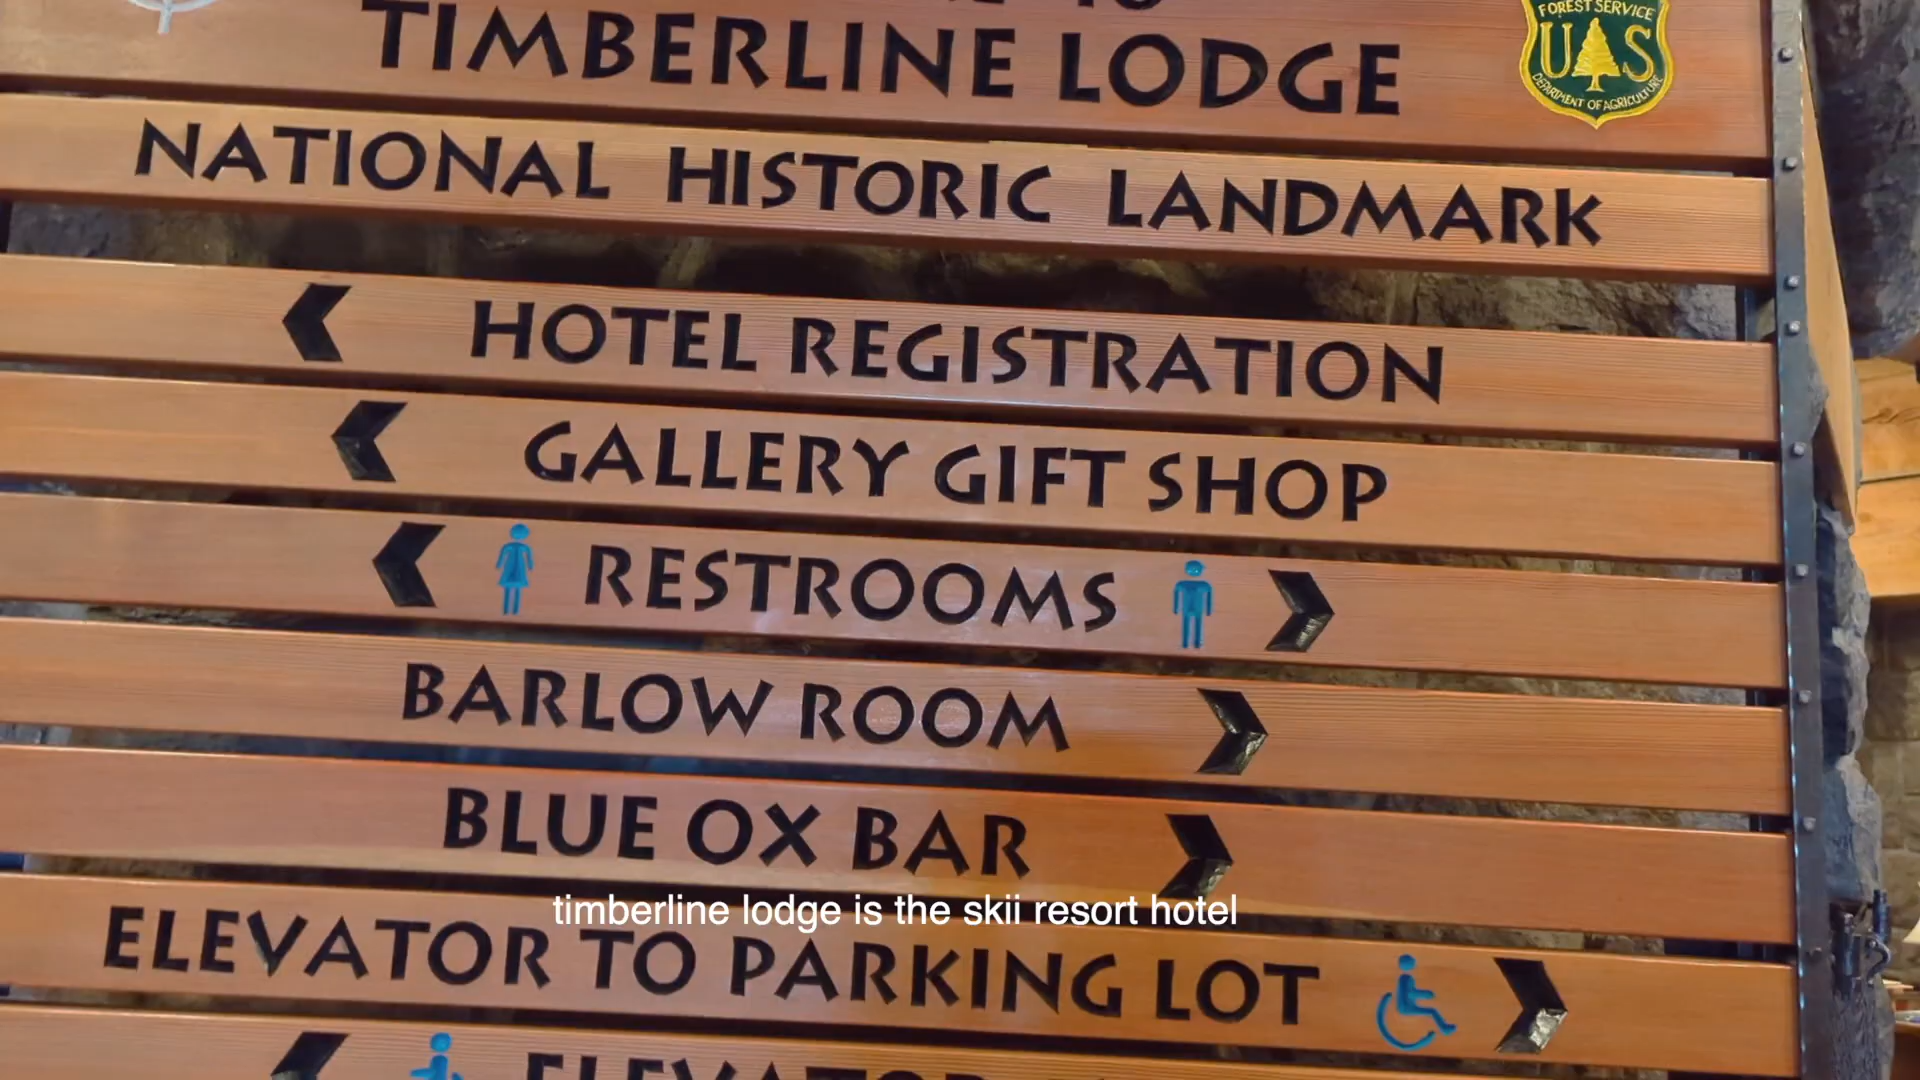 TIMBERLINE LODGE
FOREST SERVICE
U S
DEPARTMENT OF AGRICULTURE
NATIONAL HISTORIC LANDMARK
HOTEL REGISTRATION
GALLERY GIFT SHOP
RESTROOMS
BARLOW ROOM
BLUE OX BAR
timberline lodge is the skii resort hotel
ELEVATOR TO PARKING LOT